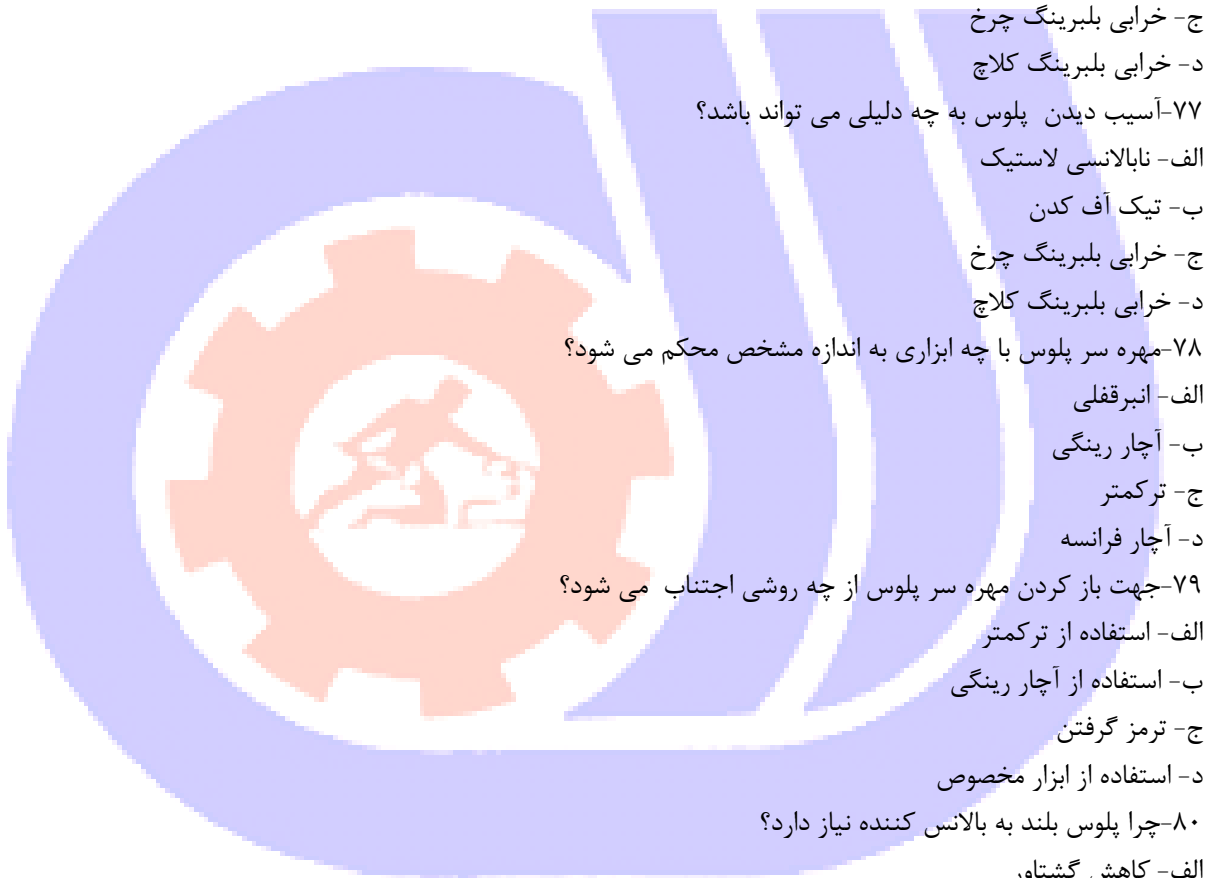 ج- خرابی بلبرینگ چرخ
د- خرابی بلبرینگ کلاچ
۷۷-آسیب دیدن پلوس به چه دلیلی می تواند باشد؟
الف- نابالانسی لاستیک
ب- تیک آف کدن
ج- خرابی بلبرینگ چرخ
د- خرابی بلبرینگ کلاچ
۷۸-مهره سر پلوس با چه ابزاری به اندازه مشخص محکم می شود؟
الف- انبرقفلی
ب- آچار رینگی
ج- ترکمتر
د- آچار فرانسه
۷۹-جهت باز کردن مهره سر پلوس از چه روشی اجتناب می شود؟
الف- استفاده از ترکمتر
ب- استفاده از آچار رینگی
ج- ترمز گرفتن
د- استفاده از ابزار مخصوص
۸۰-چرا پلوس بلند به بالانس کننده نیاز دارد؟
الف- کاهش گشتاور